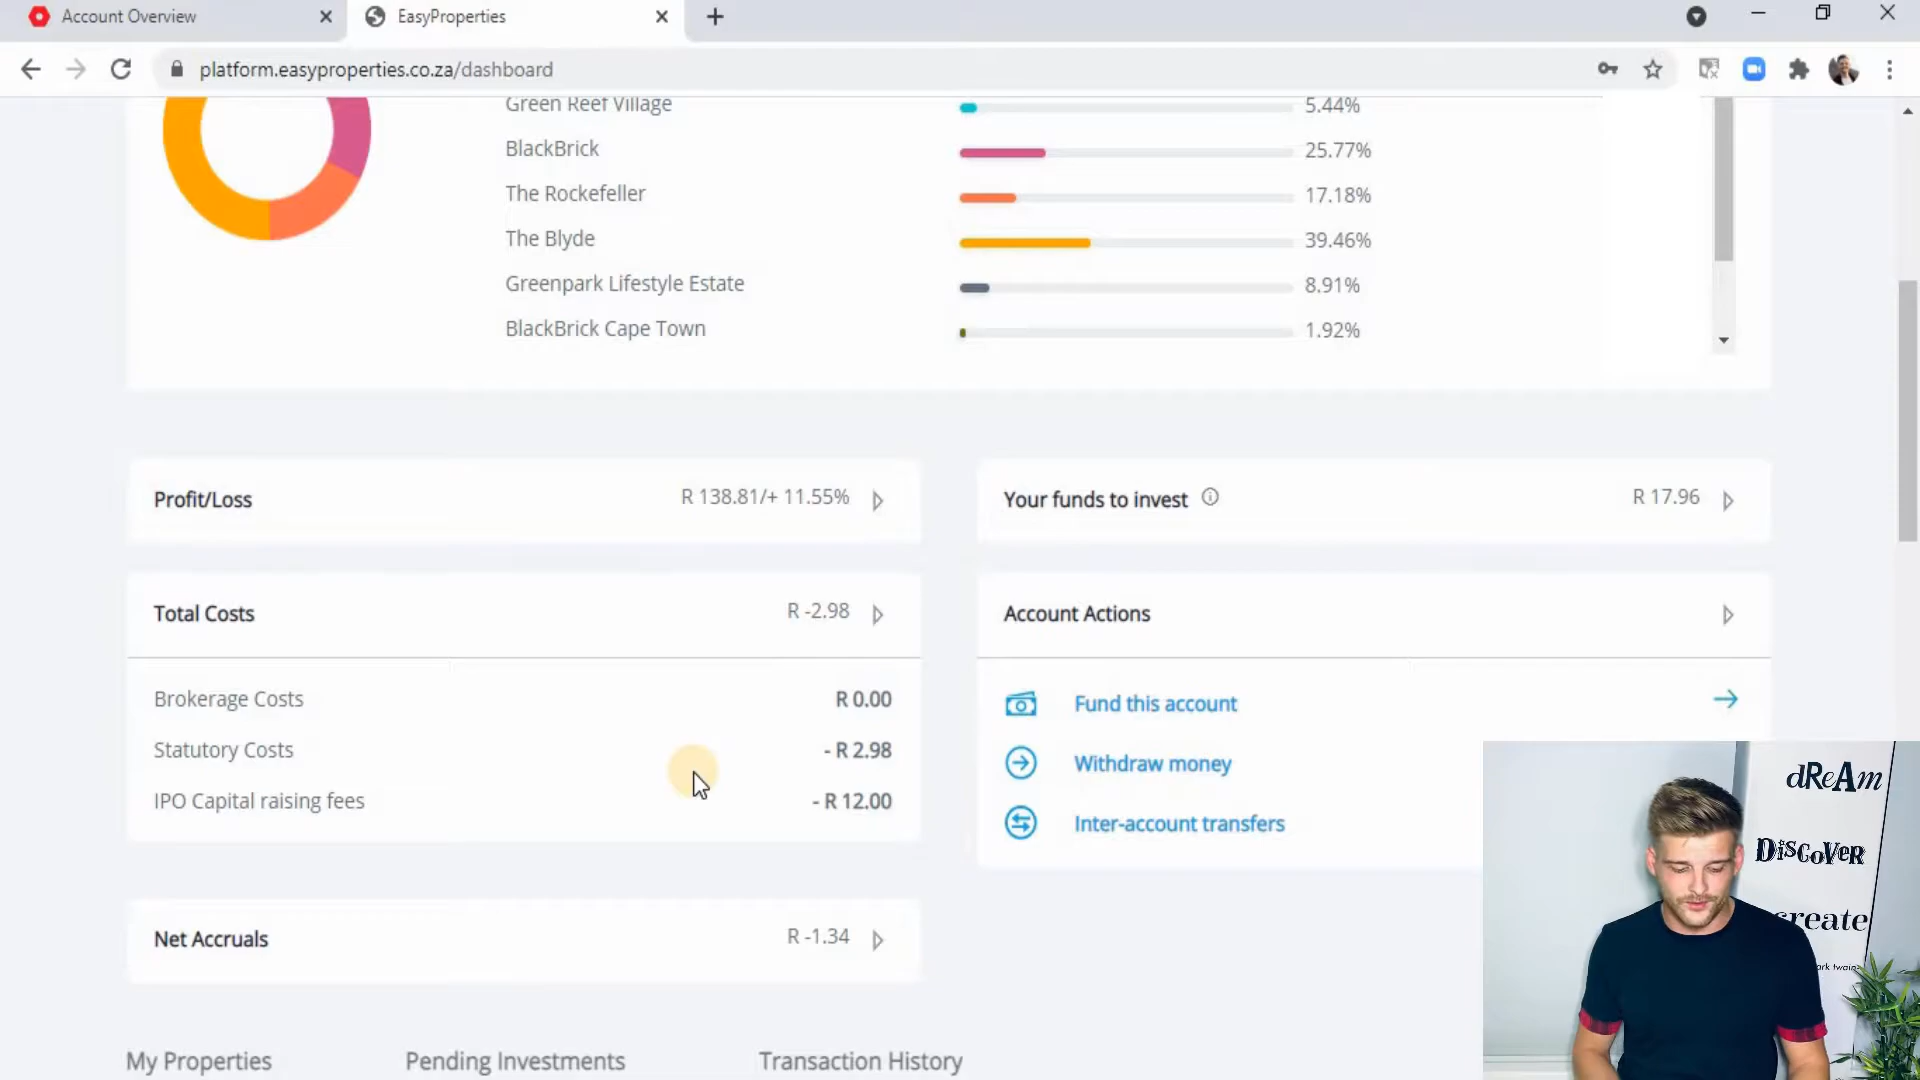 Account Overview
EasyProperties
platform.easyproperties.co.za/dashboard
Green Reef Village 5.44%
BlackBrick 25.77%
The Rockefeller 17.18%
The Blyde 39.46%
Greenpark Lifestyle Estate 8.91%
BlackBrick Cape Town 1.92%
Profit/Loss R 138.81/+ 11.55%
Your funds to invest R 17.96
Total Costs R -2.98
Brokerage Costs R 0.00
Statutory Costs - R 2.98
IPO Capital raising fees - R 12.00
Account Actions
Fund this account
Withdraw money
Inter-account transfers
Net Accruals R -1.34
My Properties Pending Investments Transaction History
dReAm
DiScoVeR
create
ark twain